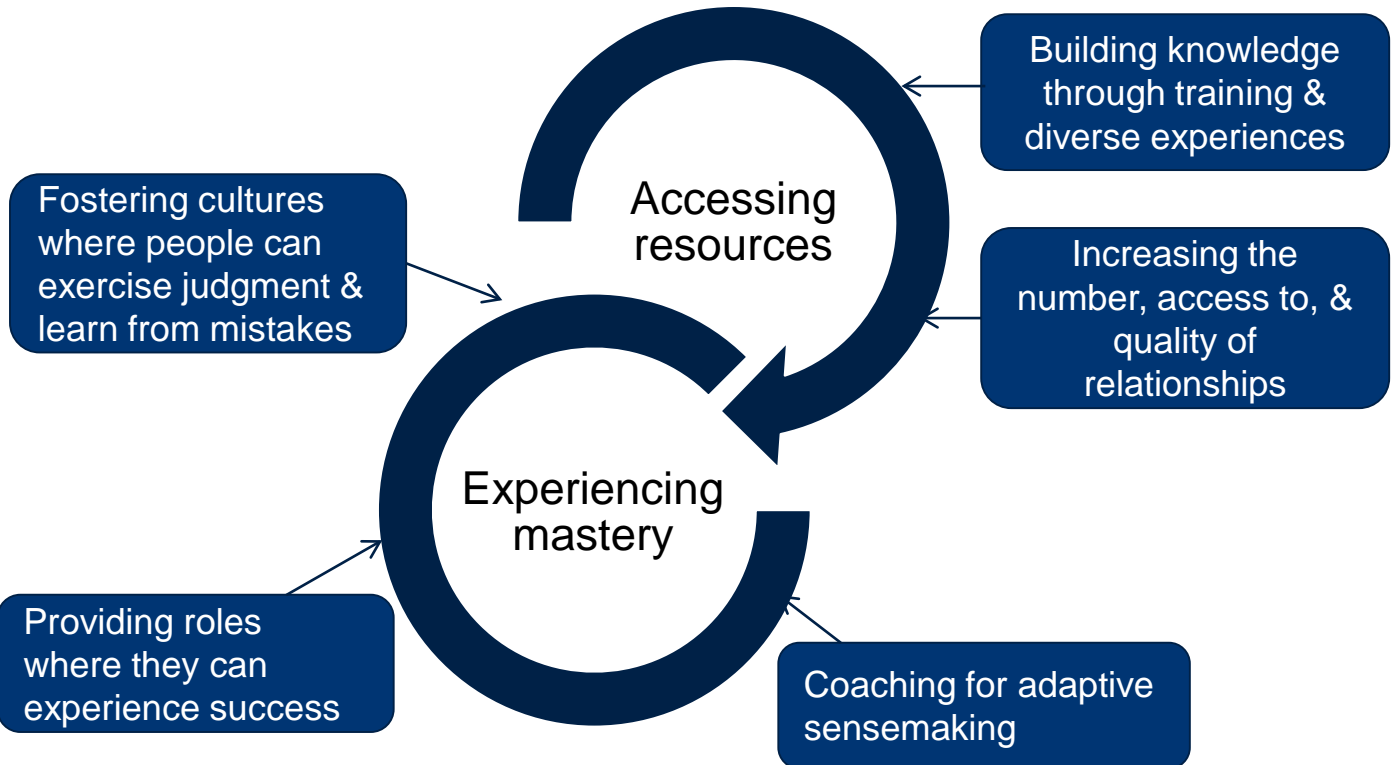 Building knowledge
through training &
diverse experiences
Accessing
resources
Fostering cultures
where people can
exercise judgment &
learn from mistakes
Increasing the
number, access to, &
quality of
relationships
Experiencing
mastery
Providing roles
where they can
experience success
Coaching for adaptive
sensemaking